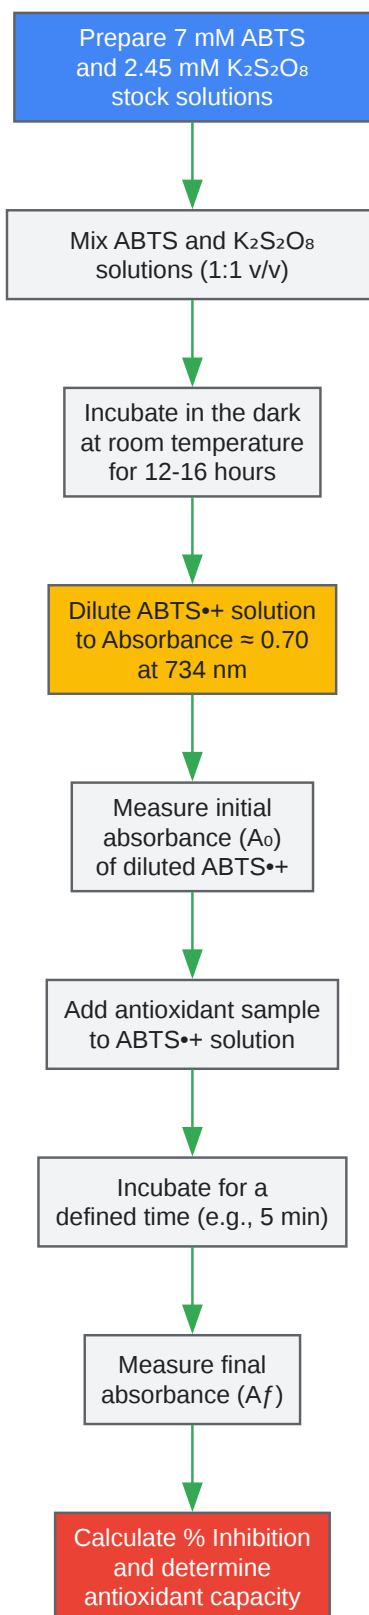 Prepare 7 mM ABTS
and 2.45 mM K₂S₂O₈
stock solutions
Mix ABTS and K₂S₂O₈
solutions (1:1 v/v)
Incubate in the dark
at room temperature
for 12-16 hours
Dilute ABTS•+ solution
to Absorbance ≈ 0.70
at 734 nm
Measure initial
absorbance (A₀)
of diluted ABTS•+
Add antioxidant sample
to ABTS•+ solution
Incubate for a
defined time (e.g., 5 min)
Measure final
absorbance (Aƒ)
Calculate % Inhibition
and determine
antioxidant capacity